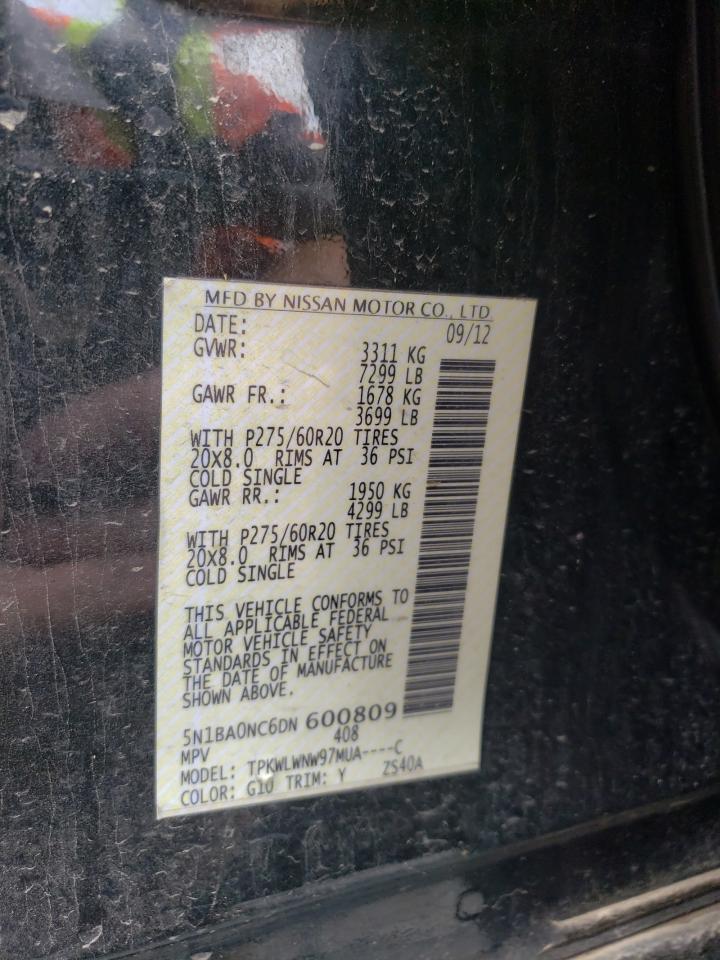 MFD BY NISSAN MOTOR CO., LTD.
DATE: 09/12
GVWR: 3311 KG
7299 LB
GAWR FR.: 1678 KG
3699 LB
WITH P275/60R20 TIRES
20X8.0 RIMS AT 36 PSI
COLD SINGLE
GAWR RR.: 1950 KG
4299 LB
WITH P275/60R20 TIRES
20X8.0 RIMS AT 36 PSI
COLD SINGLE
THIS VEHICLE CONFORMS TO
ALL APPLICABLE FEDERAL
MOTOR VEHICLE SAFETY
STANDARDS IN EFFECT ON
THE DATE OF MANUFACTURE
SHOWN ABOVE.
5N1BA0NC6DN 600809
MPV 408
MODEL: TPKWLWNW97MUA----C
COLOR: G10 TRIM: Y ZS40A